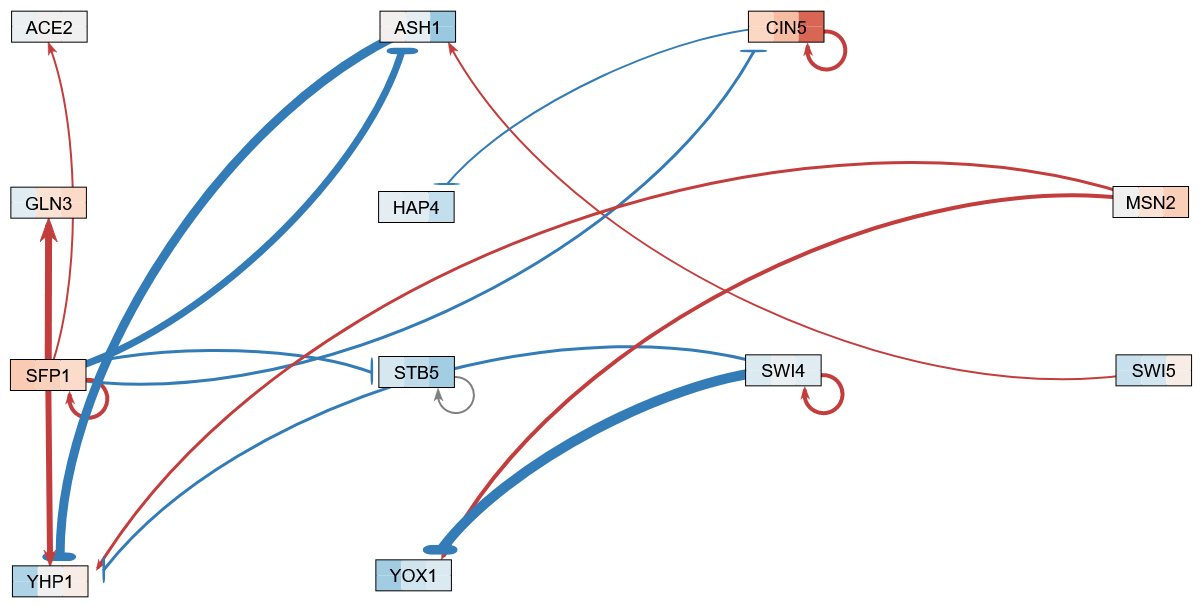 ACE2
ASH1
CIN5
GLN3
HAP4
MSN2
SFP1
STB5
SWI4
SWI5
YHP1
YOX1